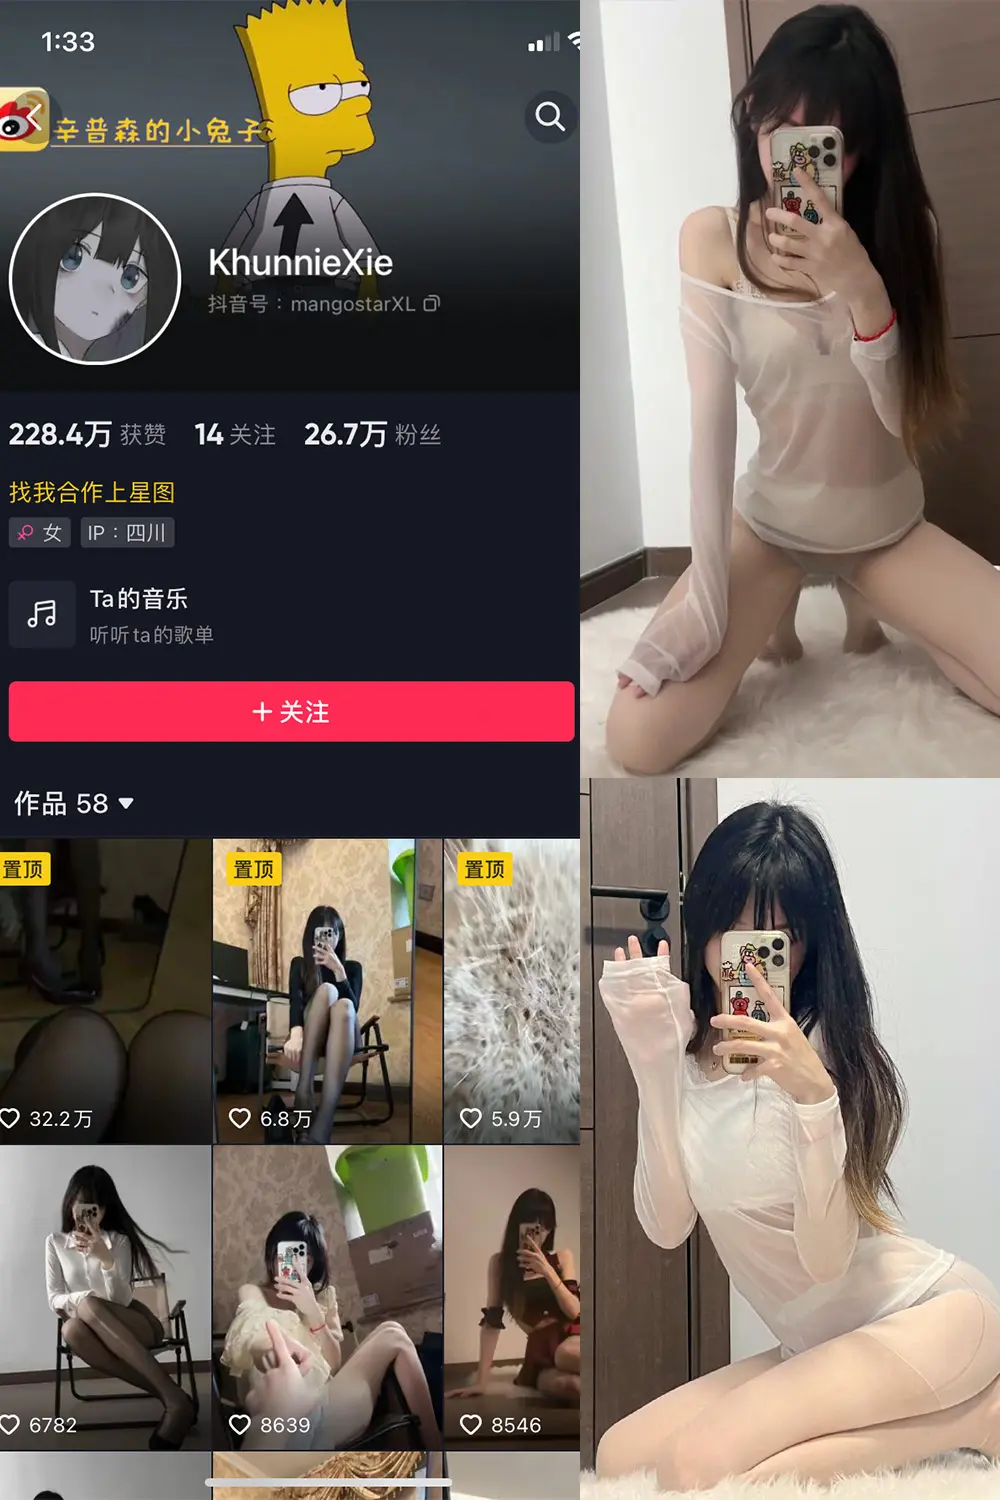 1:33
辛普森的小兔子
KhunnieXie
抖音号：mangostarXL
228.4万 获赞 14 关注 26.7万 粉丝
找我合作上星图
女 IP：四川
Ta的音乐
听听ta的歌单
+ 关注
作品 58
置顶 置顶 置顶
32.2万 6.8万 5.9万
6782 8639 8546